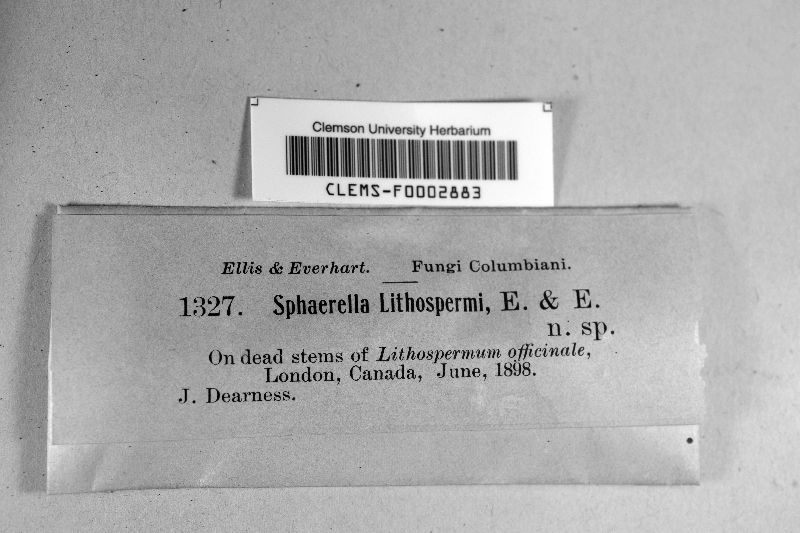 Clemson University Herbarium
CLEMS-F0002883
Ellis & Everhart. Fungi Columbiani.
1327. Sphaerella Lithospermi, E. & E.
n. sp.
On dead stems of Lithospermum officinale,
London, Canada, June, 1898.
J. Dearness.